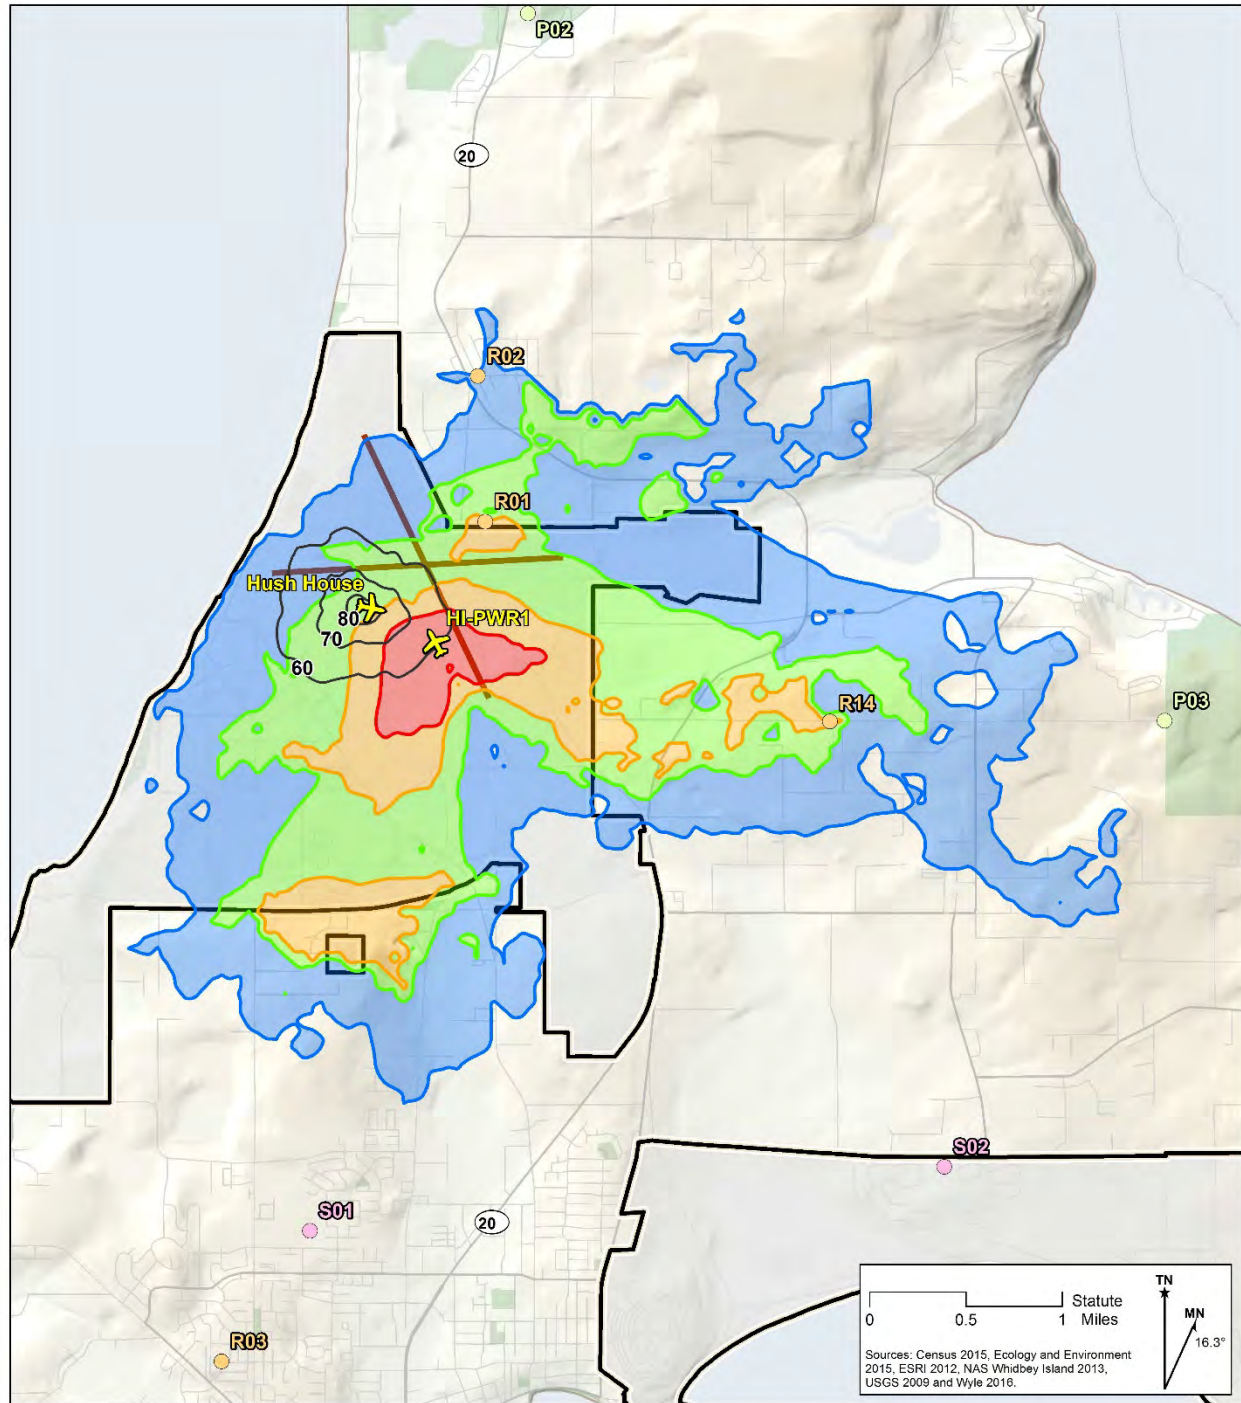 P02
20
R02
R01
Hush House
80
HI-PWR1
70
60
R14
P03
S02
S01
20
R03
0 0.5 1 Statute Miles
TN
MN
16.3°
Sources: Census 2015, Ecology and Environment
2015, ESRI 2012, NAS Whidbey Island 2013,
USGS 2009 and Wyle 2016.